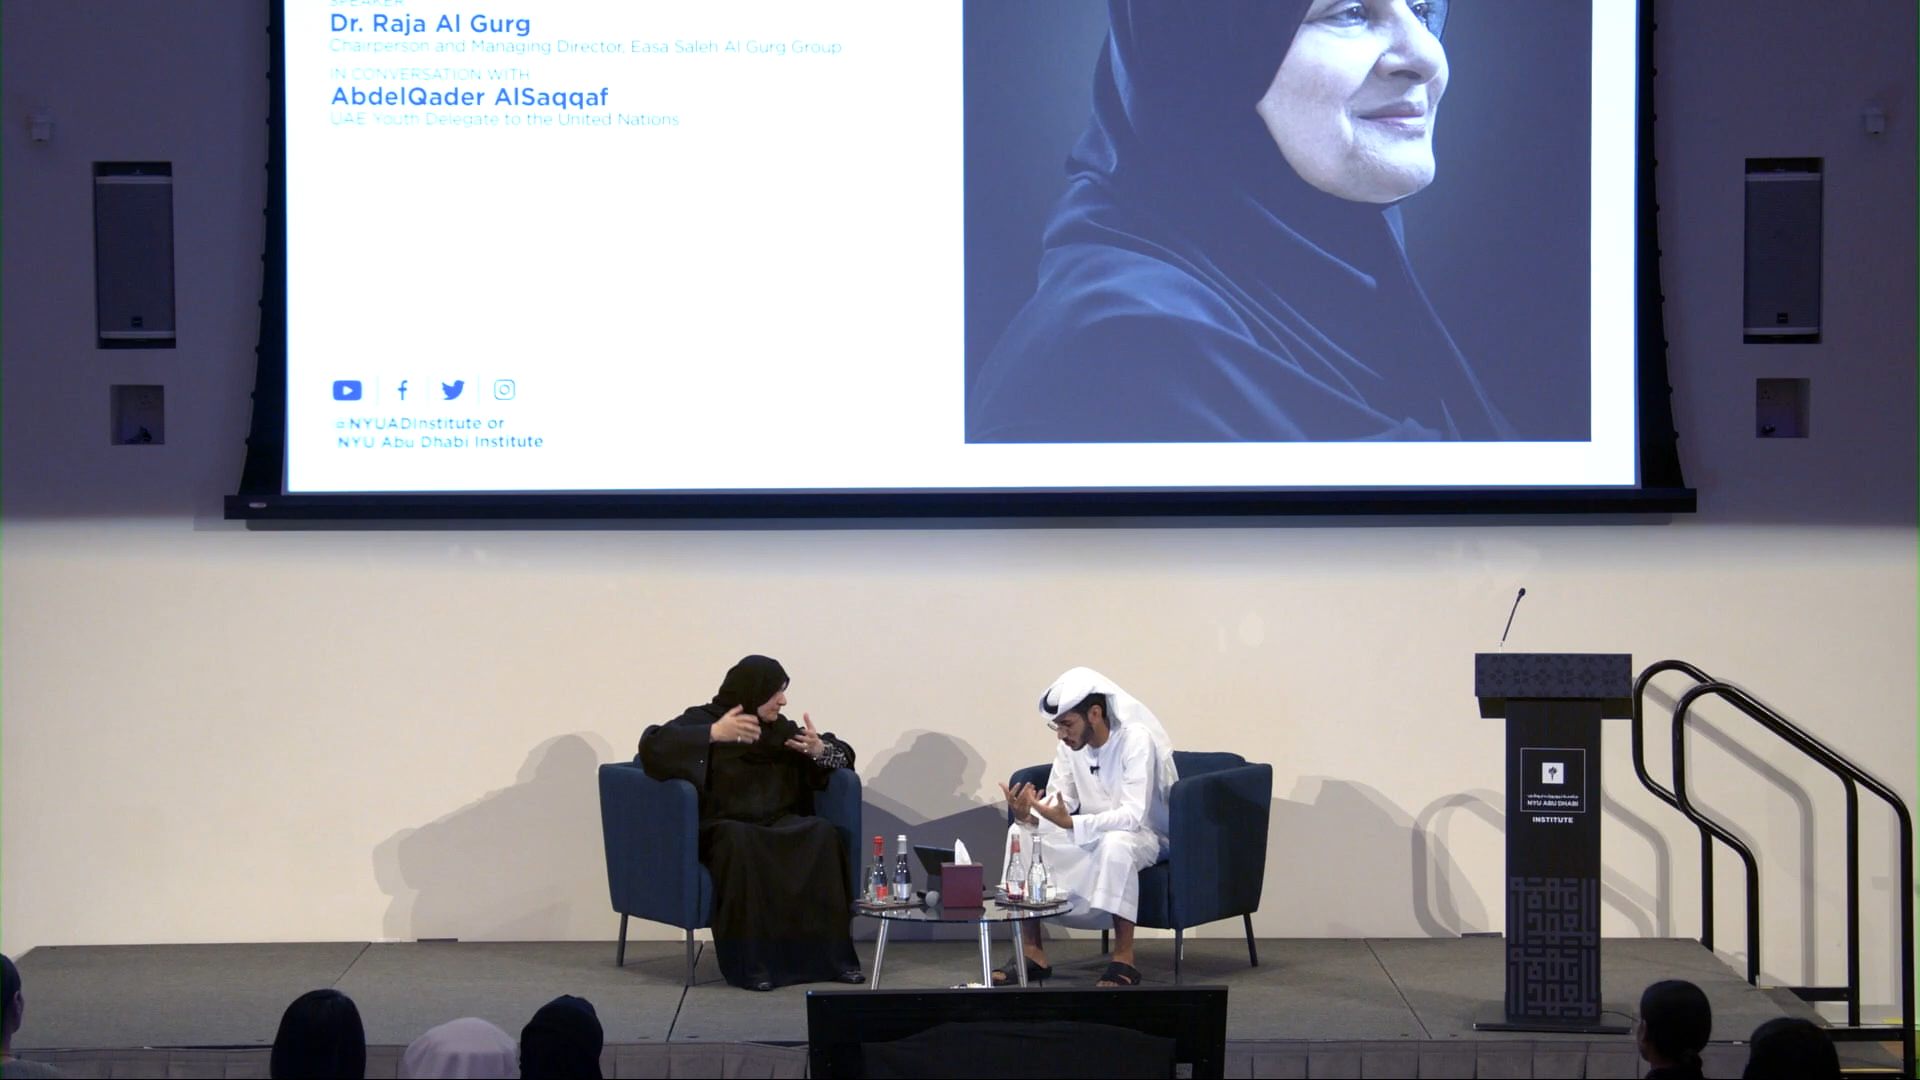 SPEAKER
Dr. Raja Al Gurg
Chairperson and Managing Director, Easa Saleh Al Gurg Group
IN CONVERSATION WITH
AbdelQader AlSaqqaf
UAE Youth Delegate to the United Nations
@NYUADInstitute or
NYU Abu Dhabi Institute
NYU ABU DHABI
INSTITUTE